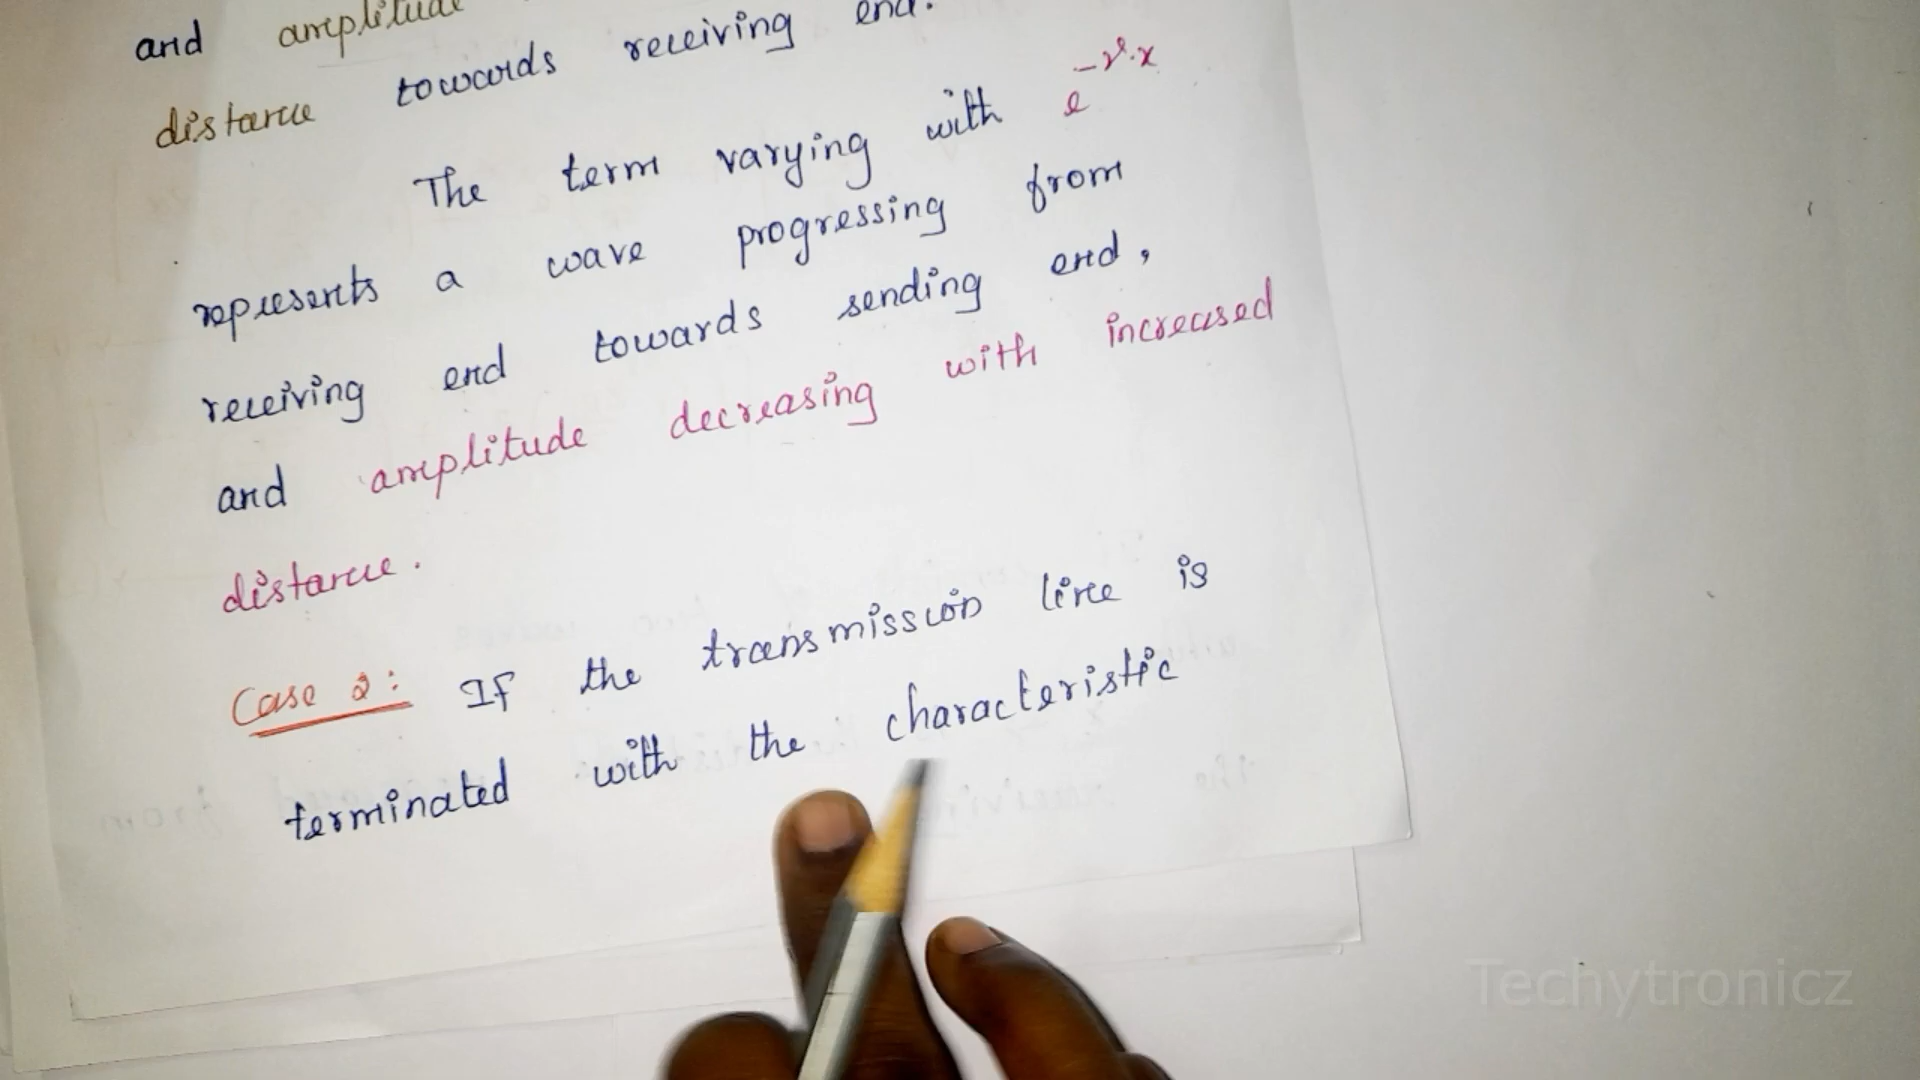 and amplitude
distance towards receiving end.
The term varying with e^-γ.x
represents a wave progressing from
receiving end towards sending end,
and amplitude decreasing with increased
distance.
Case 2: If the transmission line is
terminated with the characteristic
Techytronicz